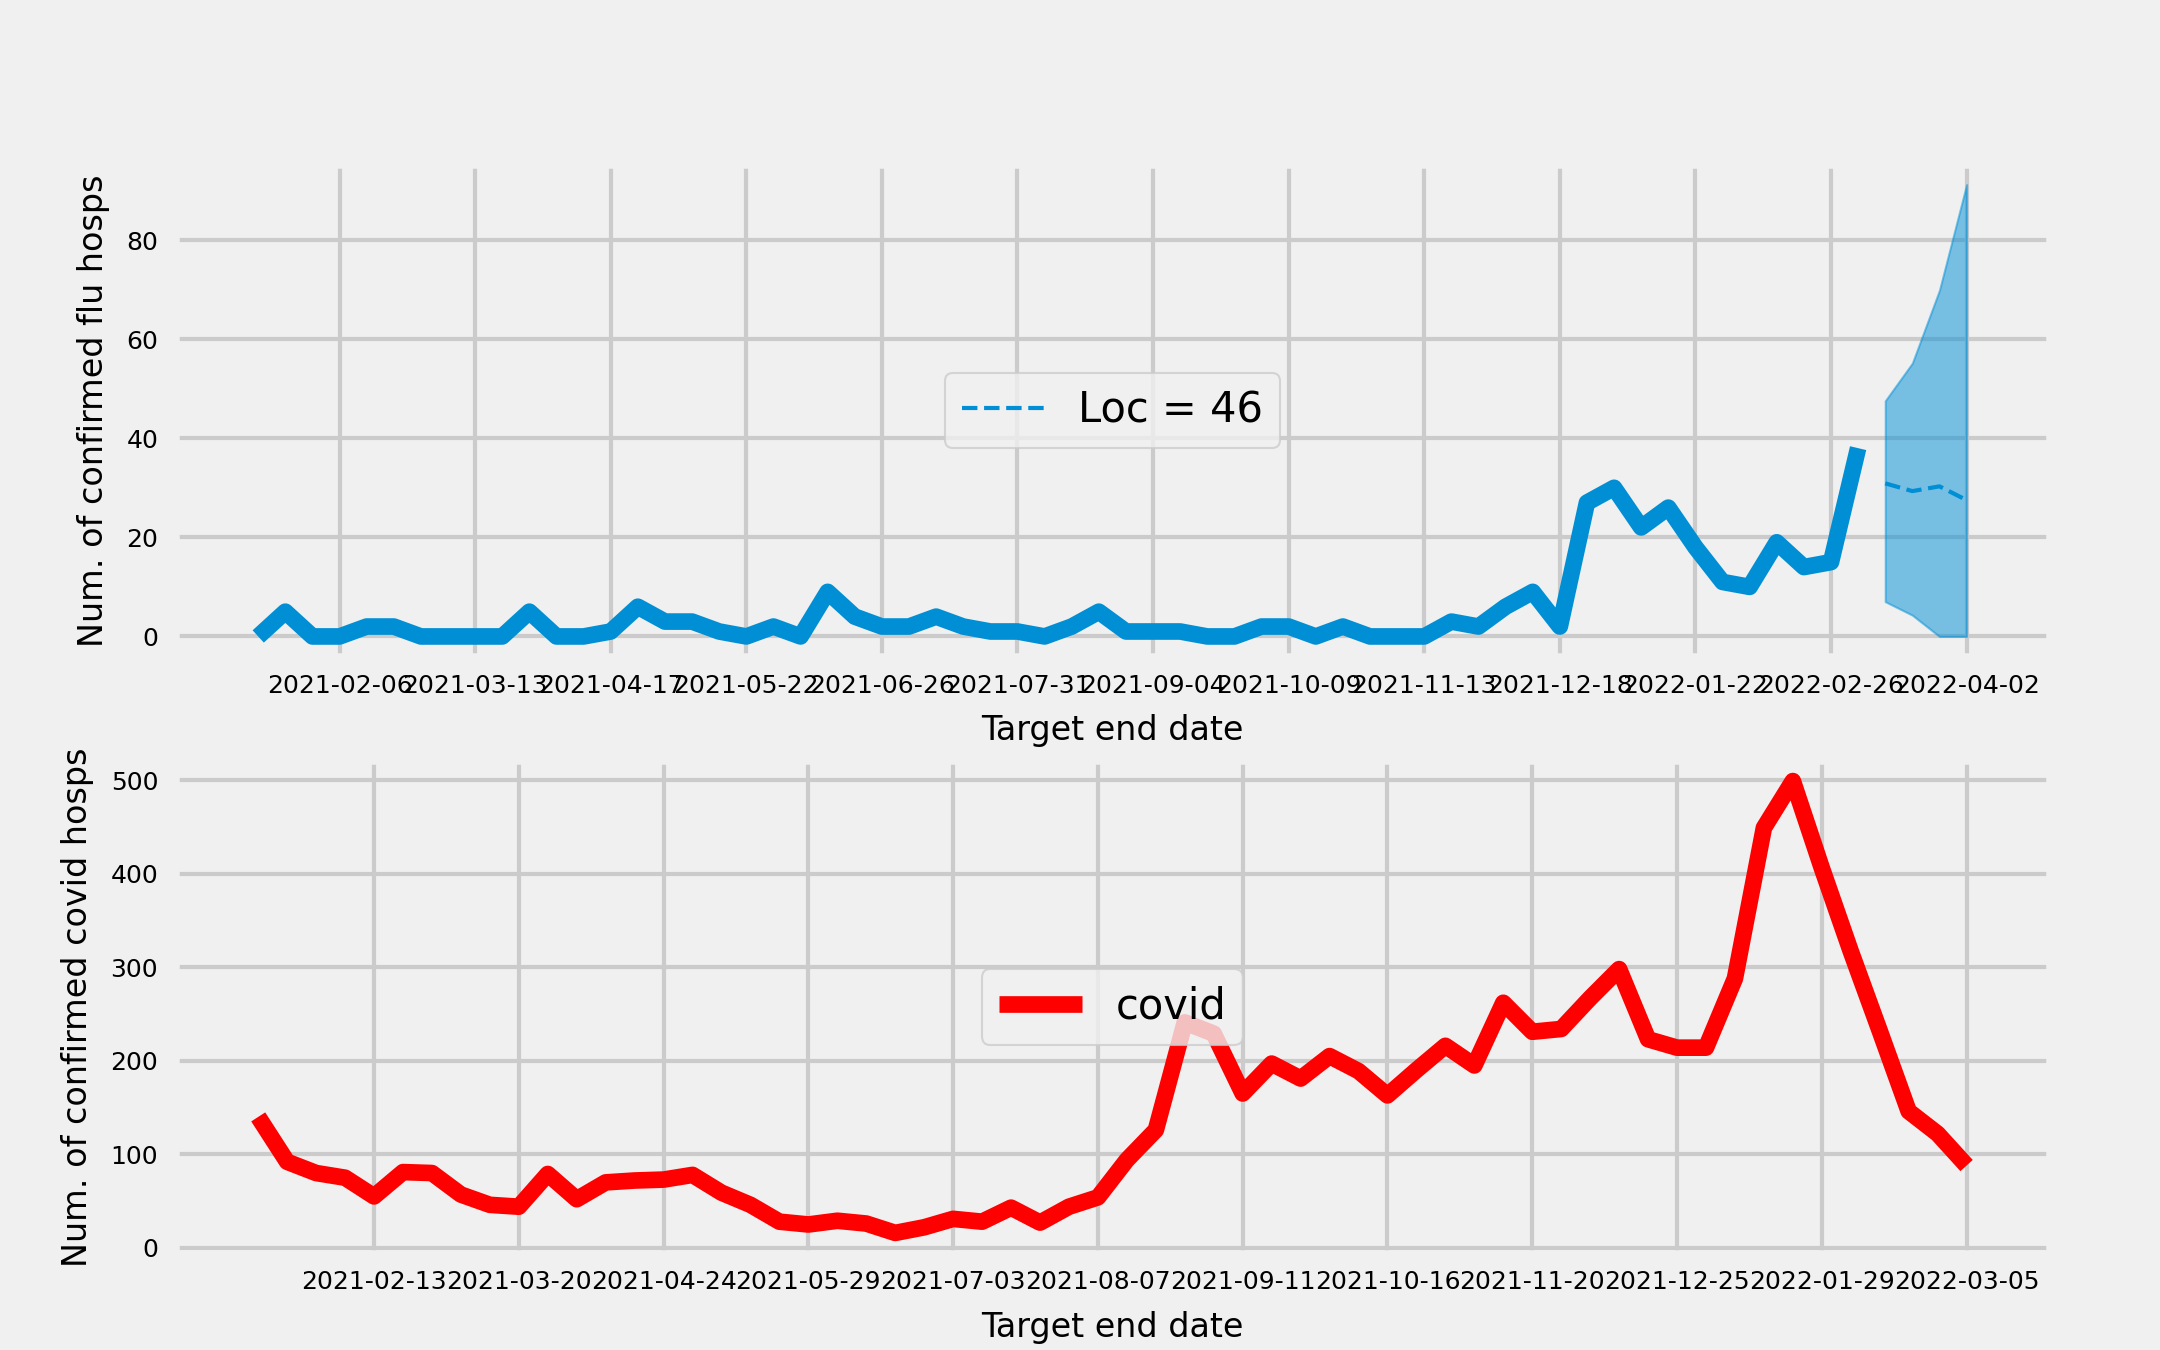 Num. of confirmed flu hosps
80
60
40
20
0
Loc = 46
2021-02-06 2021-03-13 2021-04-17 2021-05-22 2021-06-26 2021-07-31 2021-09-04 2021-10-09 2021-11-13 2021-12-18 2022-01-22 2022-02-26 2022-04-02
Target end date
Num. of confirmed covid hosps
500
400
300
200
100
0
covid
2021-02-13 2021-03-20 2021-04-24 2021-05-29 2021-07-03 2021-08-07 2021-09-11 2021-10-16 2021-11-20 2021-12-25 2022-01-29 2022-03-05
Target end date